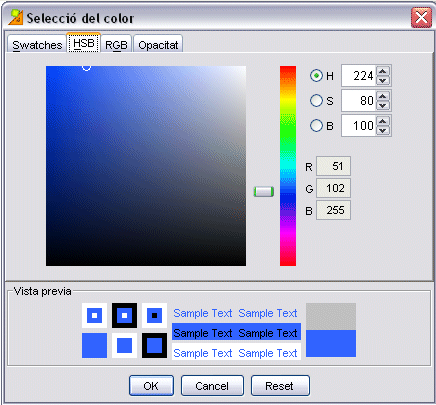 Selecció del color
Swatches HSB RGB Opacitat
H 224
S 80
B 100
R 51
G 102
B 255
Vista previa
Sample Text Sample Text
Sample Text Sample Text
Sample Text Sample Text
OK Cancel Reset